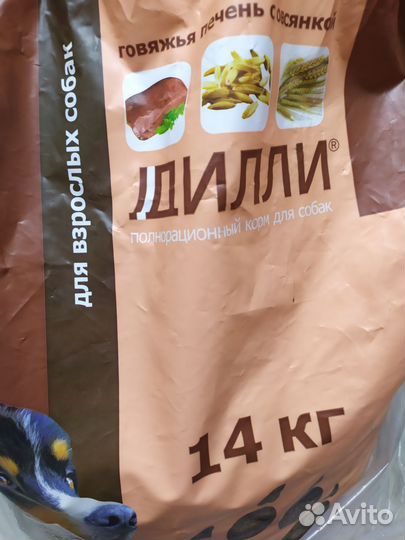 говяжья печень с овсянкой
ДИЛЛИ®
полнорационный корм для собак
для взрослых собак
14 кг
Avito